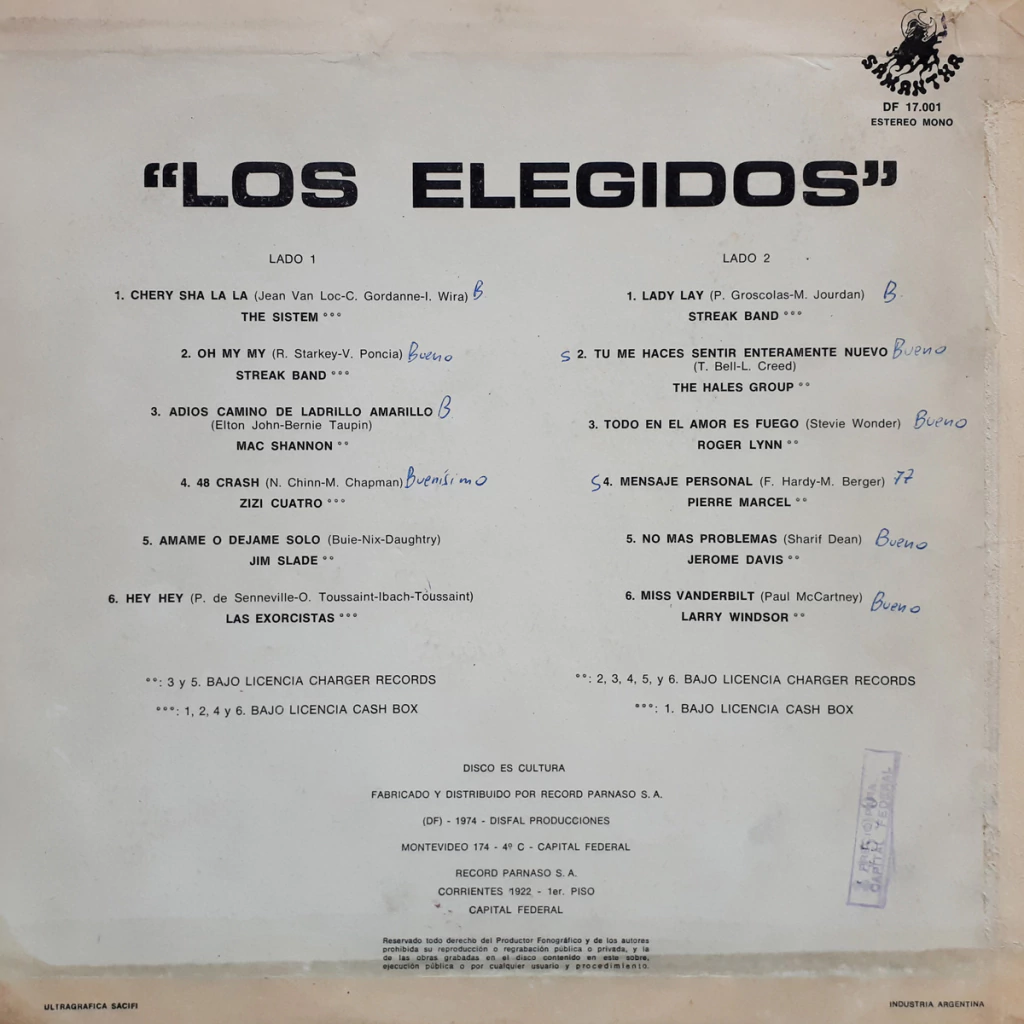 SAMANTHA
DF 17.001
ESTEREO MONO
"LOS ELEGIDOS"
LADO 1
1. CHERY SHA LA LA (Jean Van Loc-C. Gordanne-I. Wira) B
THE SISTEM °°°
2. OH MY MY (R. Starkey-V. Poncia) Bueno
STREAK BAND °°°
3. ADIOS CAMINO DE LADRILLO AMARILLO B
(Elton John-Bernie Taupin)
MAC SHANNON °°
4. 48 CRASH (N. Chinn-M. Chapman) Buenísimo
ZIZI CUATRO °°°
5. AMAME O DEJAME SOLO (Buie-Nix-Daughtry)
JIM SLADE °°
6. HEY HEY (P. de Senneville-O. Toussaint-Ibach-Toussaint)
LAS EXORCISTAS °°°
°°: 3 y 5. BAJO LICENCIA CHARGER RECORDS
°°°: 1, 2, 4 y 6. BAJO LICENCIA CASH BOX
LADO 2
1. LADY LAY (P. Groscolas-M. Jourdan) B
STREAK BAND °°°
S 2. TU ME HACES SENTIR ENTERAMENTE NUEVO Bueno
(T. Bell-L. Creed)
THE HALES GROUP °°
3. TODO EN EL AMOR ES FUEGO (Stevie Wonder) Bueno
ROGER LYNN °°
S 4. MENSAJE PERSONAL (F. Hardy-M. Berger) 77
PIERRE MARCEL °°
5. NO MAS PROBLEMAS (Sharif Dean) Bueno
JEROME DAVIS °°
6. MISS VANDERBILT (Paul McCartney) Bueno
LARRY WINDSOR °°
°°: 2, 3, 4, 5, y 6. BAJO LICENCIA CHARGER RECORDS
°°°: 1. BAJO LICENCIA CASH BOX
DISCO ES CULTURA
FABRICADO Y DISTRIBUIDO POR RECORD PARNASO S.A.
(DF) - 1974 - DISFAL PRODUCCIONES
MONTEVIDEO 174 - 4º C - CAPITAL FEDERAL
RECORD PARNASO S.A.
CORRIENTES 1922 - 1er. PISO
CAPITAL FEDERAL
CAPITAL FEDERAL
Reservado todo derecho del Productor Fonográfico y de los autores
prohibida su reproducción o regrabación pública o privada, y la
de las obras grabadas en el disco contenido en este sobre,
ejecución pública o por cualquier usuario y procedimiento.
ULTRAGRAFICA SACIFI
INDUSTRIA ARGENTINA